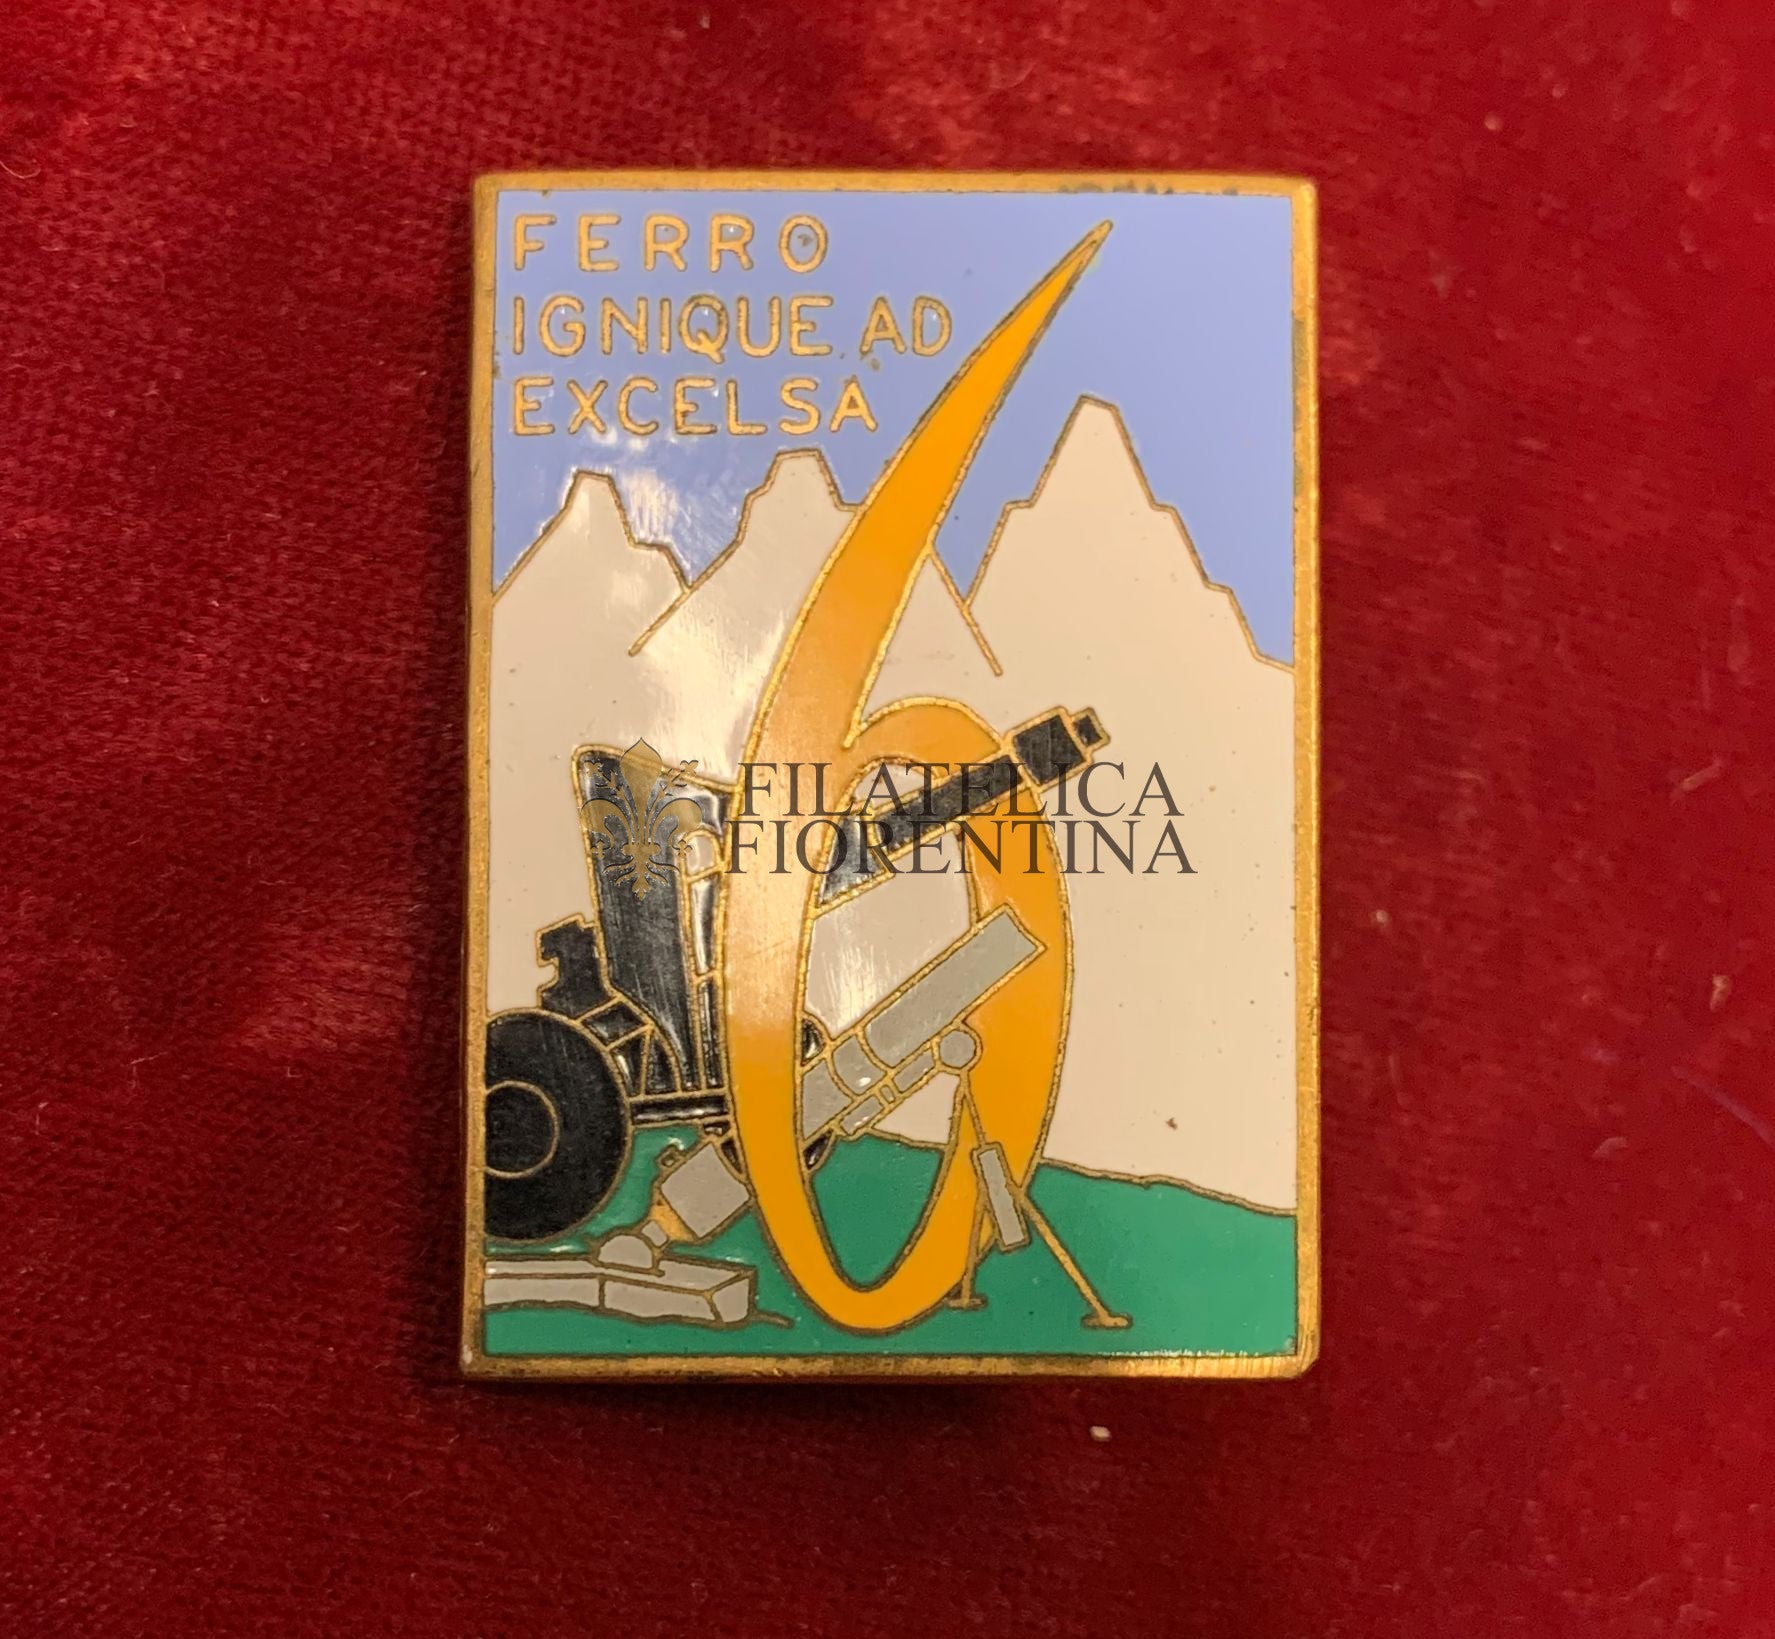 FERRO
IGNIQUE AD
EXCELSA
6
FILATELICA
FIORENTINA